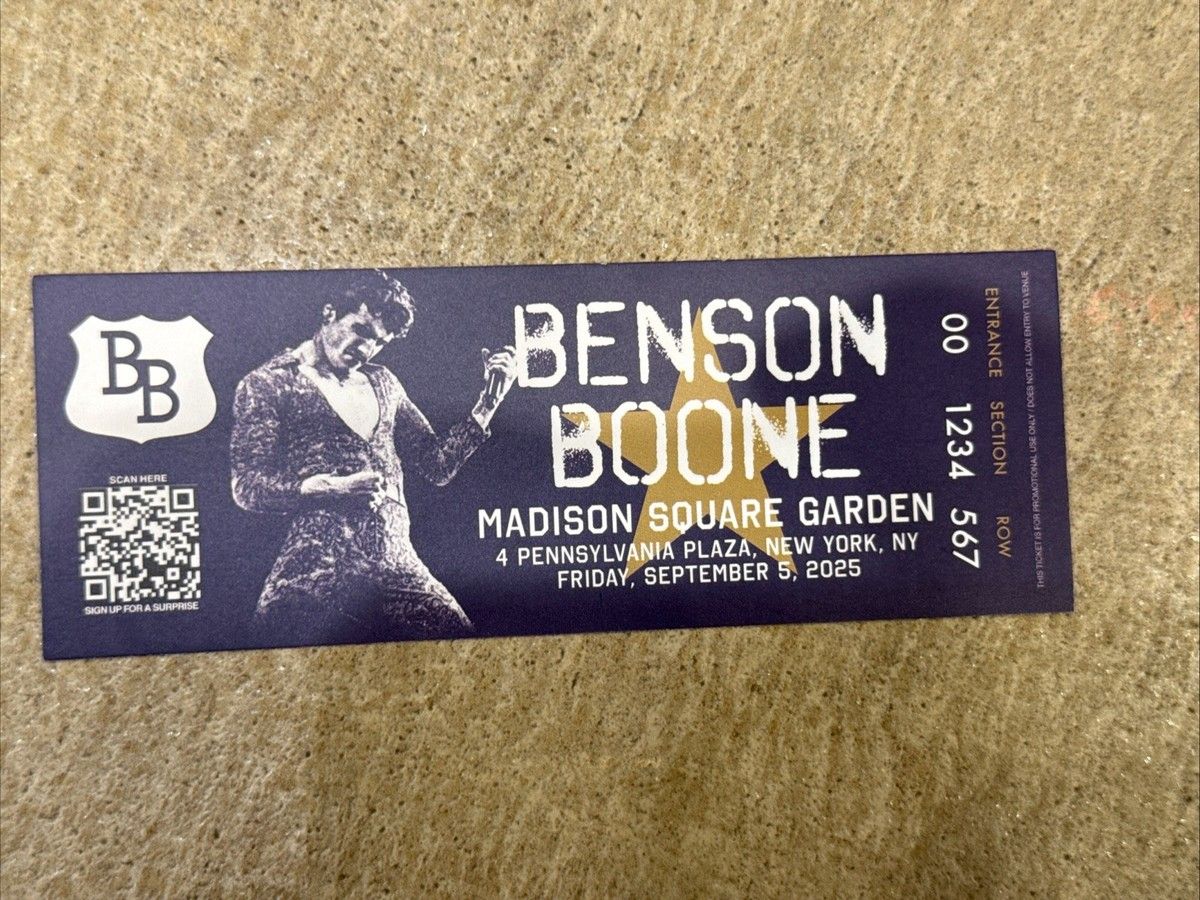 BB
SCAN HERE
SIGN UP FOR A SURPRISE
BENSON
BOONE
MADISON SQUARE GARDEN
4 PENNSYLVANIA PLAZA, NEW YORK, NY
FRIDAY, SEPTEMBER 5, 2025
ENTRANCE SECTION ROW
00 1234 567
THIS TICKET IS FOR PROMOTIONAL USE ONLY / DOES NOT ALLOW ENTRY TO VENUE